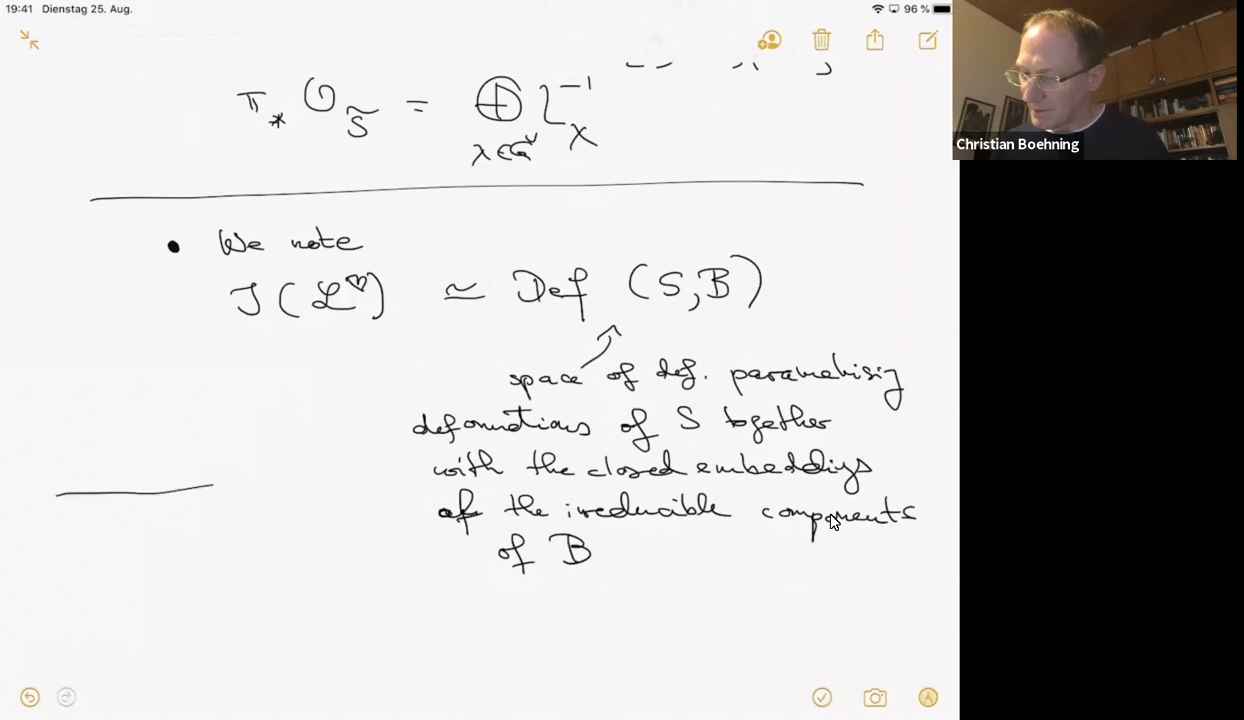 19:41 Dienstag 25. Aug.
96 %
Christian Boehning
π_* O_S̃ = ⊕_{χ∈G^∨} L_χ^{-1}
• We note
J(ℒ^♡) ≃ Def (S,B)
space of def. parametrising
deformations of S together
with the closed embeddings
of the irreducible components
of B